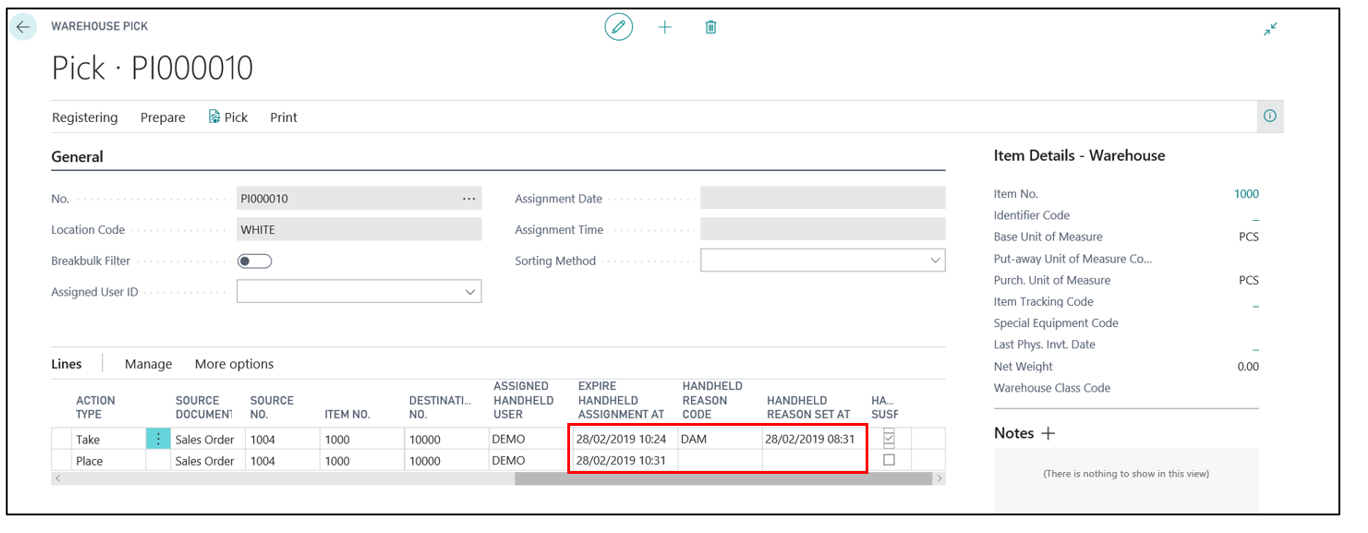 WAREHOUSE PICK
Pick · PI000010
Registering Prepare Pick Print
General
No. PI000010 ...
Location Code WHITE
Breakbulk Filter
Assigned User ID
Assignment Date
Assignment Time
Sorting Method
Lines Manage More options
ACTION TYPE SOURCE DOCUMENT SOURCE NO. ITEM NO. DESTINATI... NO. ASSIGNED HANDHELD USER EXPIRE HANDHELD ASSIGNMENT AT HANDHELD REASON CODE HANDHELD REASON SET AT HA... SUSF
Take Sales Order 1004 1000 10000 DEMO 28/02/2019 10:24 DAM 28/02/2019 08:31
Place Sales Order 1004 1000 10000 DEMO 28/02/2019 10:31
Item Details - Warehouse
Item No. 1000
Identifier Code _
Base Unit of Measure PCS
Put-away Unit of Measure Co...
Purch. Unit of Measure PCS
Item Tracking Code _
Special Equipment Code
Last Phys. Invt. Date _
Net Weight 0.00
Warehouse Class Code
Notes +
(There is nothing to show in this view)